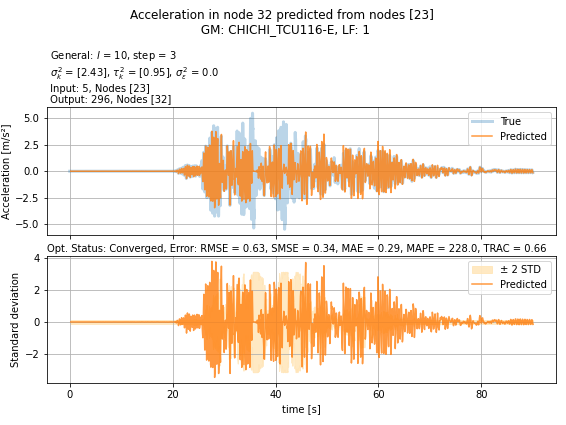 Acceleration in node 32 predicted from nodes [23]
GM: CHICHI_TCU116-E, LF: 1
General: l = 10, step = 3
σ²ₖ = [2.43], τ²ₖ = [0.95], σ²ε = 0.0
Input: 5, Nodes [23]
Output: 296, Nodes [32]
Acceleration [m/s²]
5.0
2.5
0.0
−2.5
−5.0
True
Predicted
Opt. Status: Converged, Error: RMSE = 0.63, SMSE = 0.34, MAE = 0.29, MAPE = 228.0, TRAC = 0.66
Standard deviation
4
2
0
−2
± 2 STD
Predicted
0 20 40 60 80
time [s]